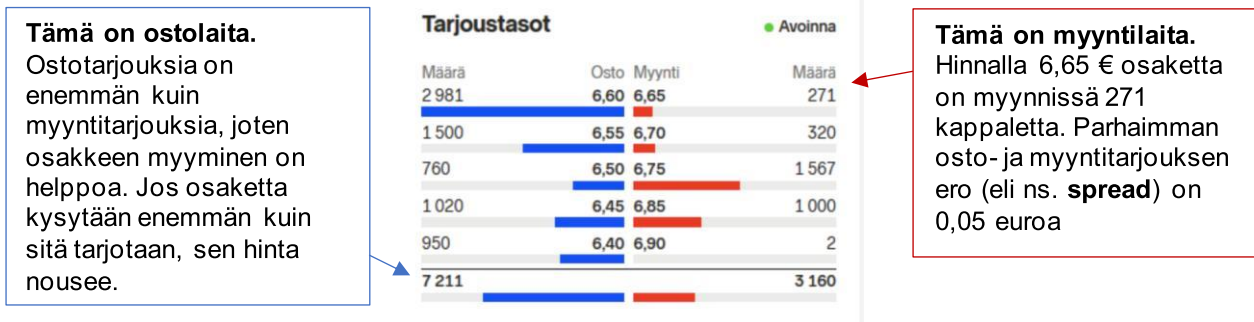 Tämä on ostolaita.
Ostotarjouksia on
enemmän kuin
myyntitarjouksia, joten
osakkeen myyminen on
helppoa. Jos osaketta
kysytään enemmän kuin
sitä tarjotaan, sen hinta
nousee.
Tarjoustasot
Avoinna
Määrä Osto Myynti Määrä
2 981 6,60 6,65 271
1 500 6,55 6,70 320
760 6,50 6,75 1 567
1 020 6,45 6,85 1 000
950 6,40 6,90 2
7 211 3 160
Tämä on myyntilaita.
Hinnalla 6,65 € osaketta
on myynnissä 271
kappaletta. Parhaimman
osto- ja myyntitarjouksen
ero (eli ns. spread) on
0,05 euroa